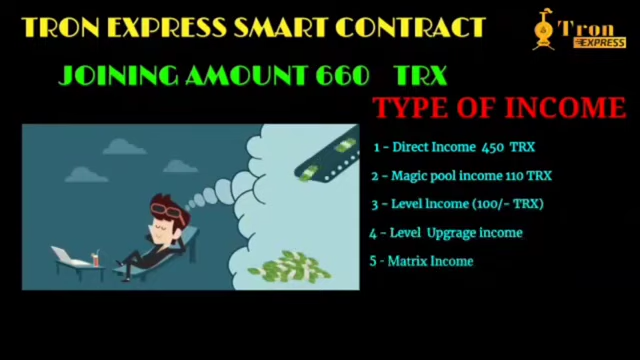 TRON EXPRESS SMART CONTRACT
Tron
EXPRESS
JOINING AMOUNT 660 TRX
TYPE OF INCOME
1 - Direct Income 450 TRX
2 - Magic pool income 110 TRX
3 - Level lncome (100/- TRX)
4 - Level Upgrage income
5 - Matrix Income